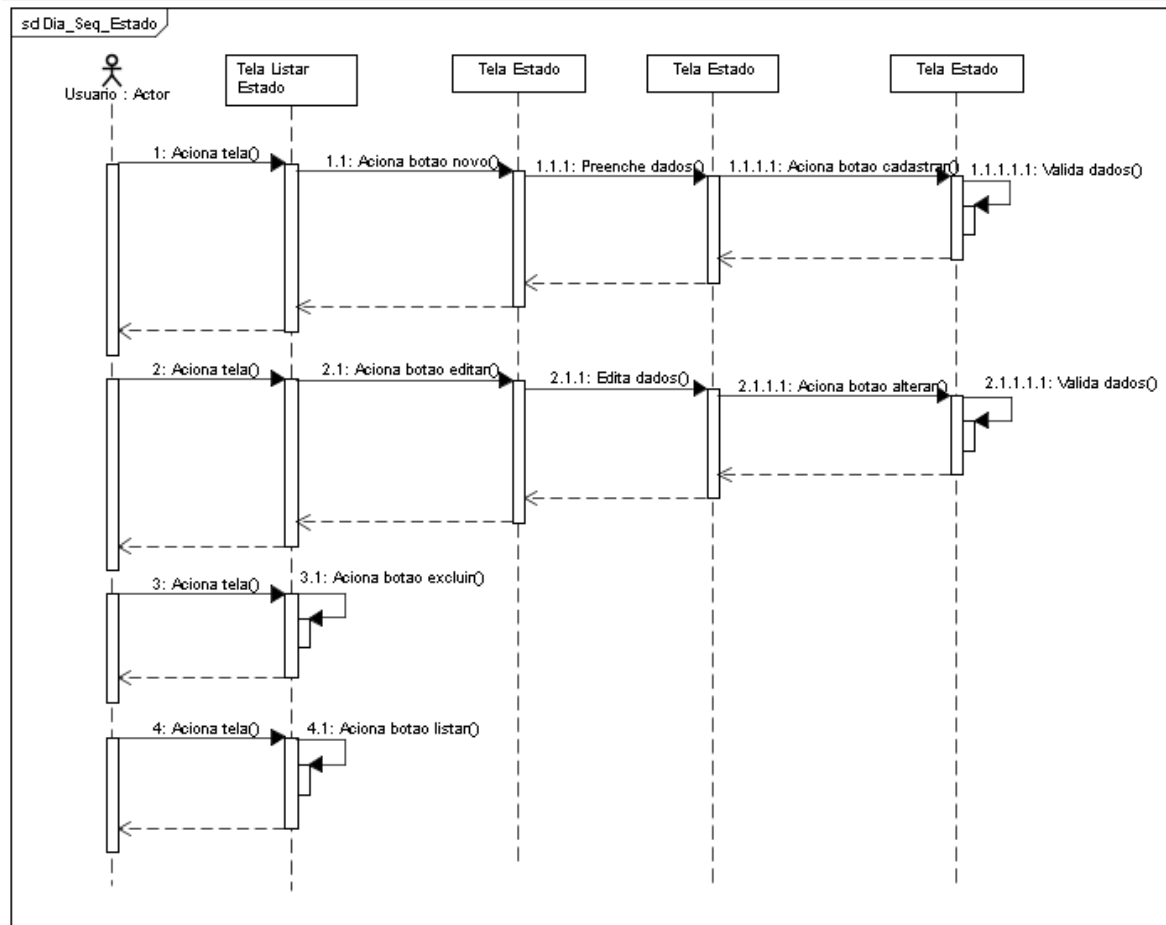 sd Dia_Seq_Estado
Usuario : Actor
Tela Listar
Estado
Tela Estado
Tela Estado
Tela Estado
1: Aciona tela()
1.1: Aciona botao novo()
1.1.1: Preenche dados()
1.1.1.1: Aciona botao cadastrar()
1.1.1.1.1: Valida dados()
2: Aciona tela()
2.1: Aciona botao editar()
2.1.1: Edita dados()
2.1.1.1: Aciona botao alterar()
2.1.1.1.1: Valida dados()
3: Aciona tela()
3.1: Aciona botao excluir()
4: Aciona tela()
4.1: Aciona botao listar()